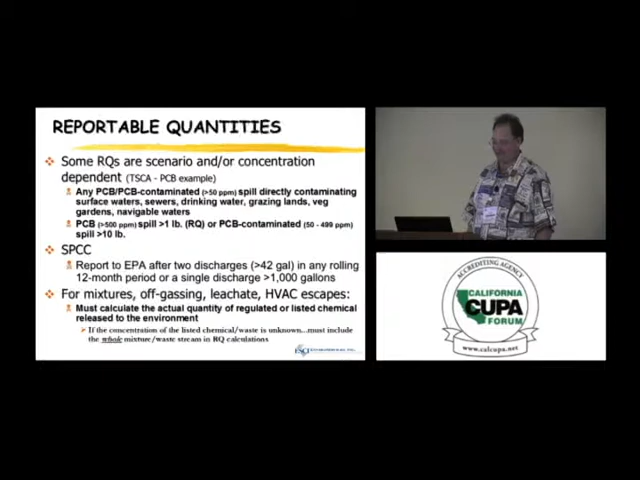 REPORTABLE QUANTITIES
Some RQs are scenario and/or concentration
dependent (TSCA - PCB example)
Any PCB/PCB-contaminated (>50 ppm) spill directly contaminating
surface waters, sewers, drinking water, grazing lands, veg
gardens, navigable waters
PCB (>500 ppm) spill >1 lb. (RQ) or PCB-contaminated (50 - 499 ppm)
spill >10 lb.
SPCC
Report to EPA after two discharges (>42 gal) in any rolling
12-month period or a single discharge >1,000 gallons
For mixtures, off-gassing, leachate, HVAC escapes:
Must calculate the actual quantity of regulated or listed chemical
released to the environment
If the concentration of the listed chemical/waste is unknown...must include
the whole mixture/waste stream in RQ calculations
ACCREDITING AGENCY
CALIFORNIA
CUPA
FORUM
www.calcupa.net